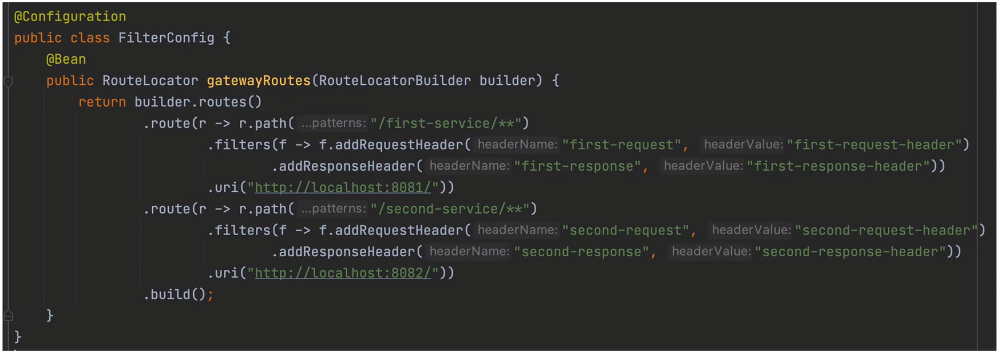 @Configuration
public class FilterConfig {
@Bean
public RouteLocator gatewayRoutes(RouteLocatorBuilder builder) {
return builder.routes()
.route(r -> r.path( ...patterns: "/first-service/**")
.filters(f -> f.addRequestHeader( headerName: "first-request", headerValue: "first-request-header")
.addResponseHeader( headerName: "first-response", headerValue: "first-response-header"))
.uri("http://localhost:8081/"))
.route(r -> r.path( ...patterns: "/second-service/**")
.filters(f -> f.addRequestHeader( headerName: "second-request", headerValue: "second-request-header")
.addResponseHeader( headerName: "second-response", headerValue: "second-response-header"))
.uri("http://localhost:8082/"))
.build();
}
}